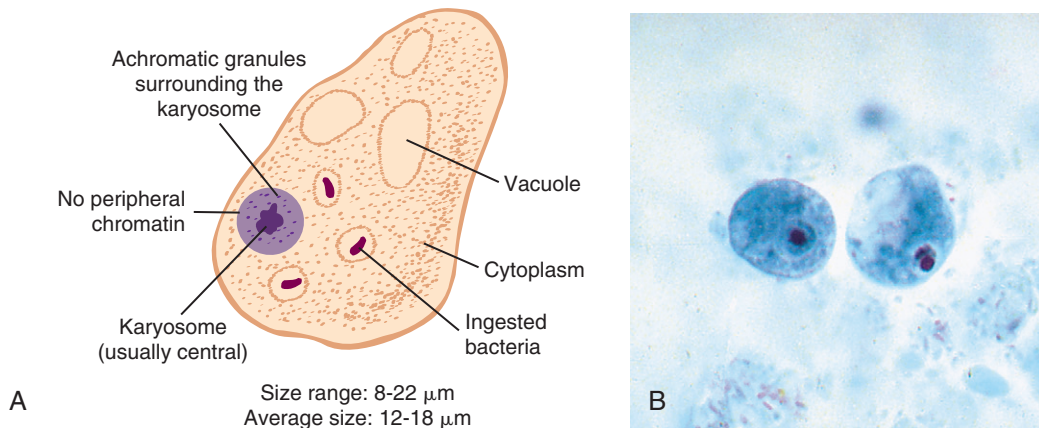 Achromatic granules
surrounding the
karyosome
No peripheral
chromatin
Karyosome
(usually central)
Vacuole
Cytoplasm
Ingested
bacteria
A
Size range: 8-22 μm
Average size: 12-18 μm
B